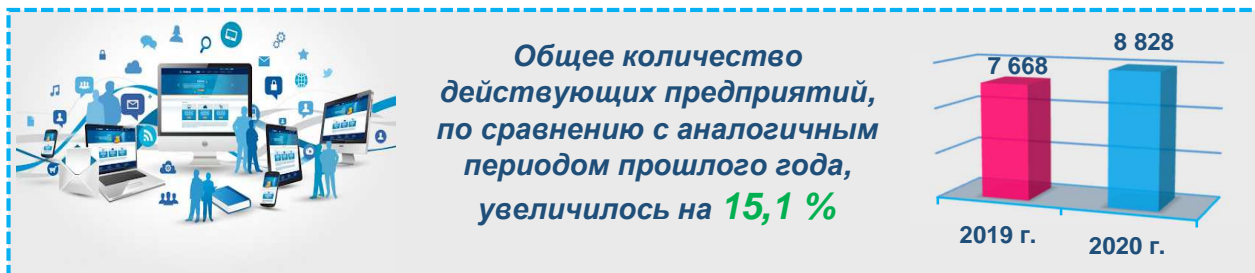 Общее количество
действующих предприятий,
по сравнению с аналогичным
периодом прошлого года,
увеличилось на 15,1 %
7 668
8 828
2019 г.
2020 г.